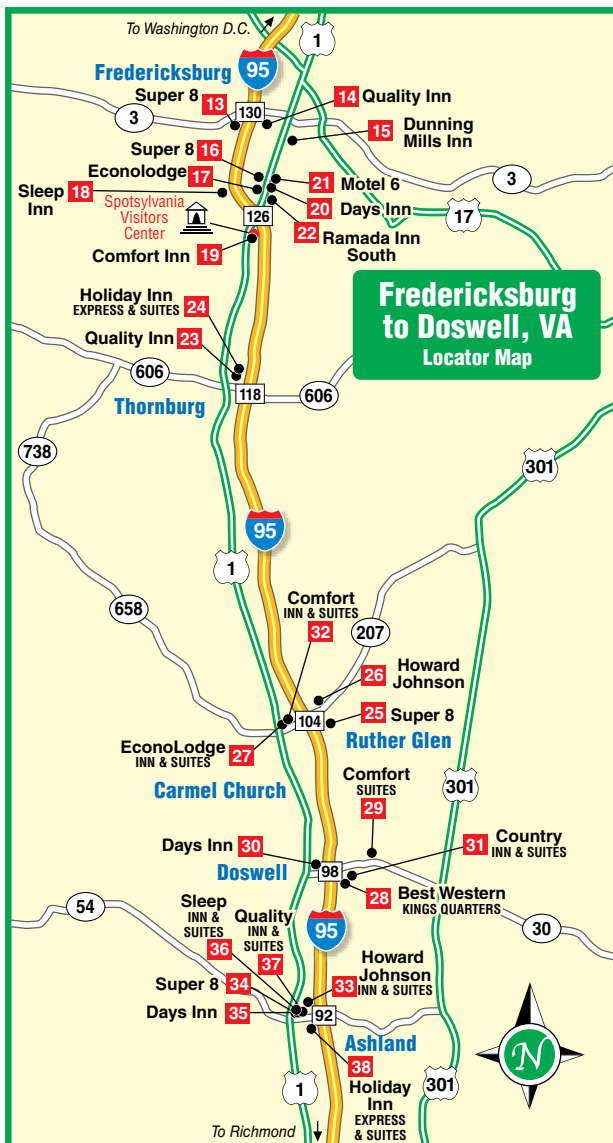 To Washington D.C.
1
95
Fredericksburg
Super 8 13
130
14 Quality Inn
3
15 Dunning
Mills Inn
Super 8 16
Econolodge 17
Sleep 18
Inn
21 Motel 6
20 Days Inn
3
17
Spotsylvania
Visitors
Center
126
22 Ramada Inn
South
Comfort Inn 19
Fredericksburg
to Doswell, VA
Locator Map
Holiday Inn
EXPRESS & SUITES 24
Quality Inn 23
606
118
606
Thornburg
738
301
95
1
658
Comfort
INN & SUITES
32
207
26 Howard
Johnson
104
25 Super 8
Ruther Glen
EconoLodge
INN & SUITES 27
Carmel Church
301
Comfort
SUITES
29
Days Inn 30
31 Country
INN & SUITES
Doswell
98
28 Best Western
KINGS QUARTERS
54
30
Sleep
INN &
SUITES
36
Quality
INN &
SUITES
37
95
Howard
33 Johnson
INN & SUITES
Super 8 34
Days Inn 35
92
Ashland
38
Holiday
Inn
EXPRESS
& SUITES
1
301
N
To Richmond